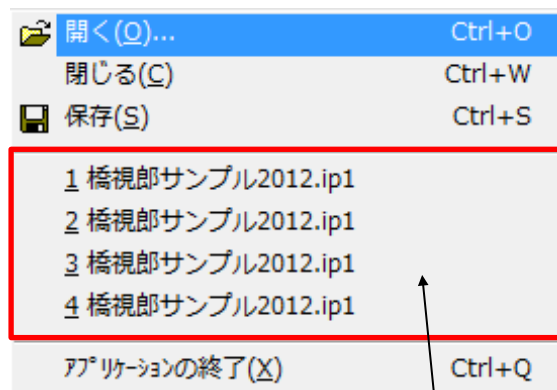 開く(O)... Ctrl+O
閉じる(C) Ctrl+W
保存(S) Ctrl+S
1 橋視郎サンプル2012.ip1
2 橋視郎サンプル2012.ip1
3 橋視郎サンプル2012.ip1
4 橋視郎サンプル2012.ip1
ｱﾌﾟﾘｹｰｼｮﾝの終了(X) Ctrl+Q